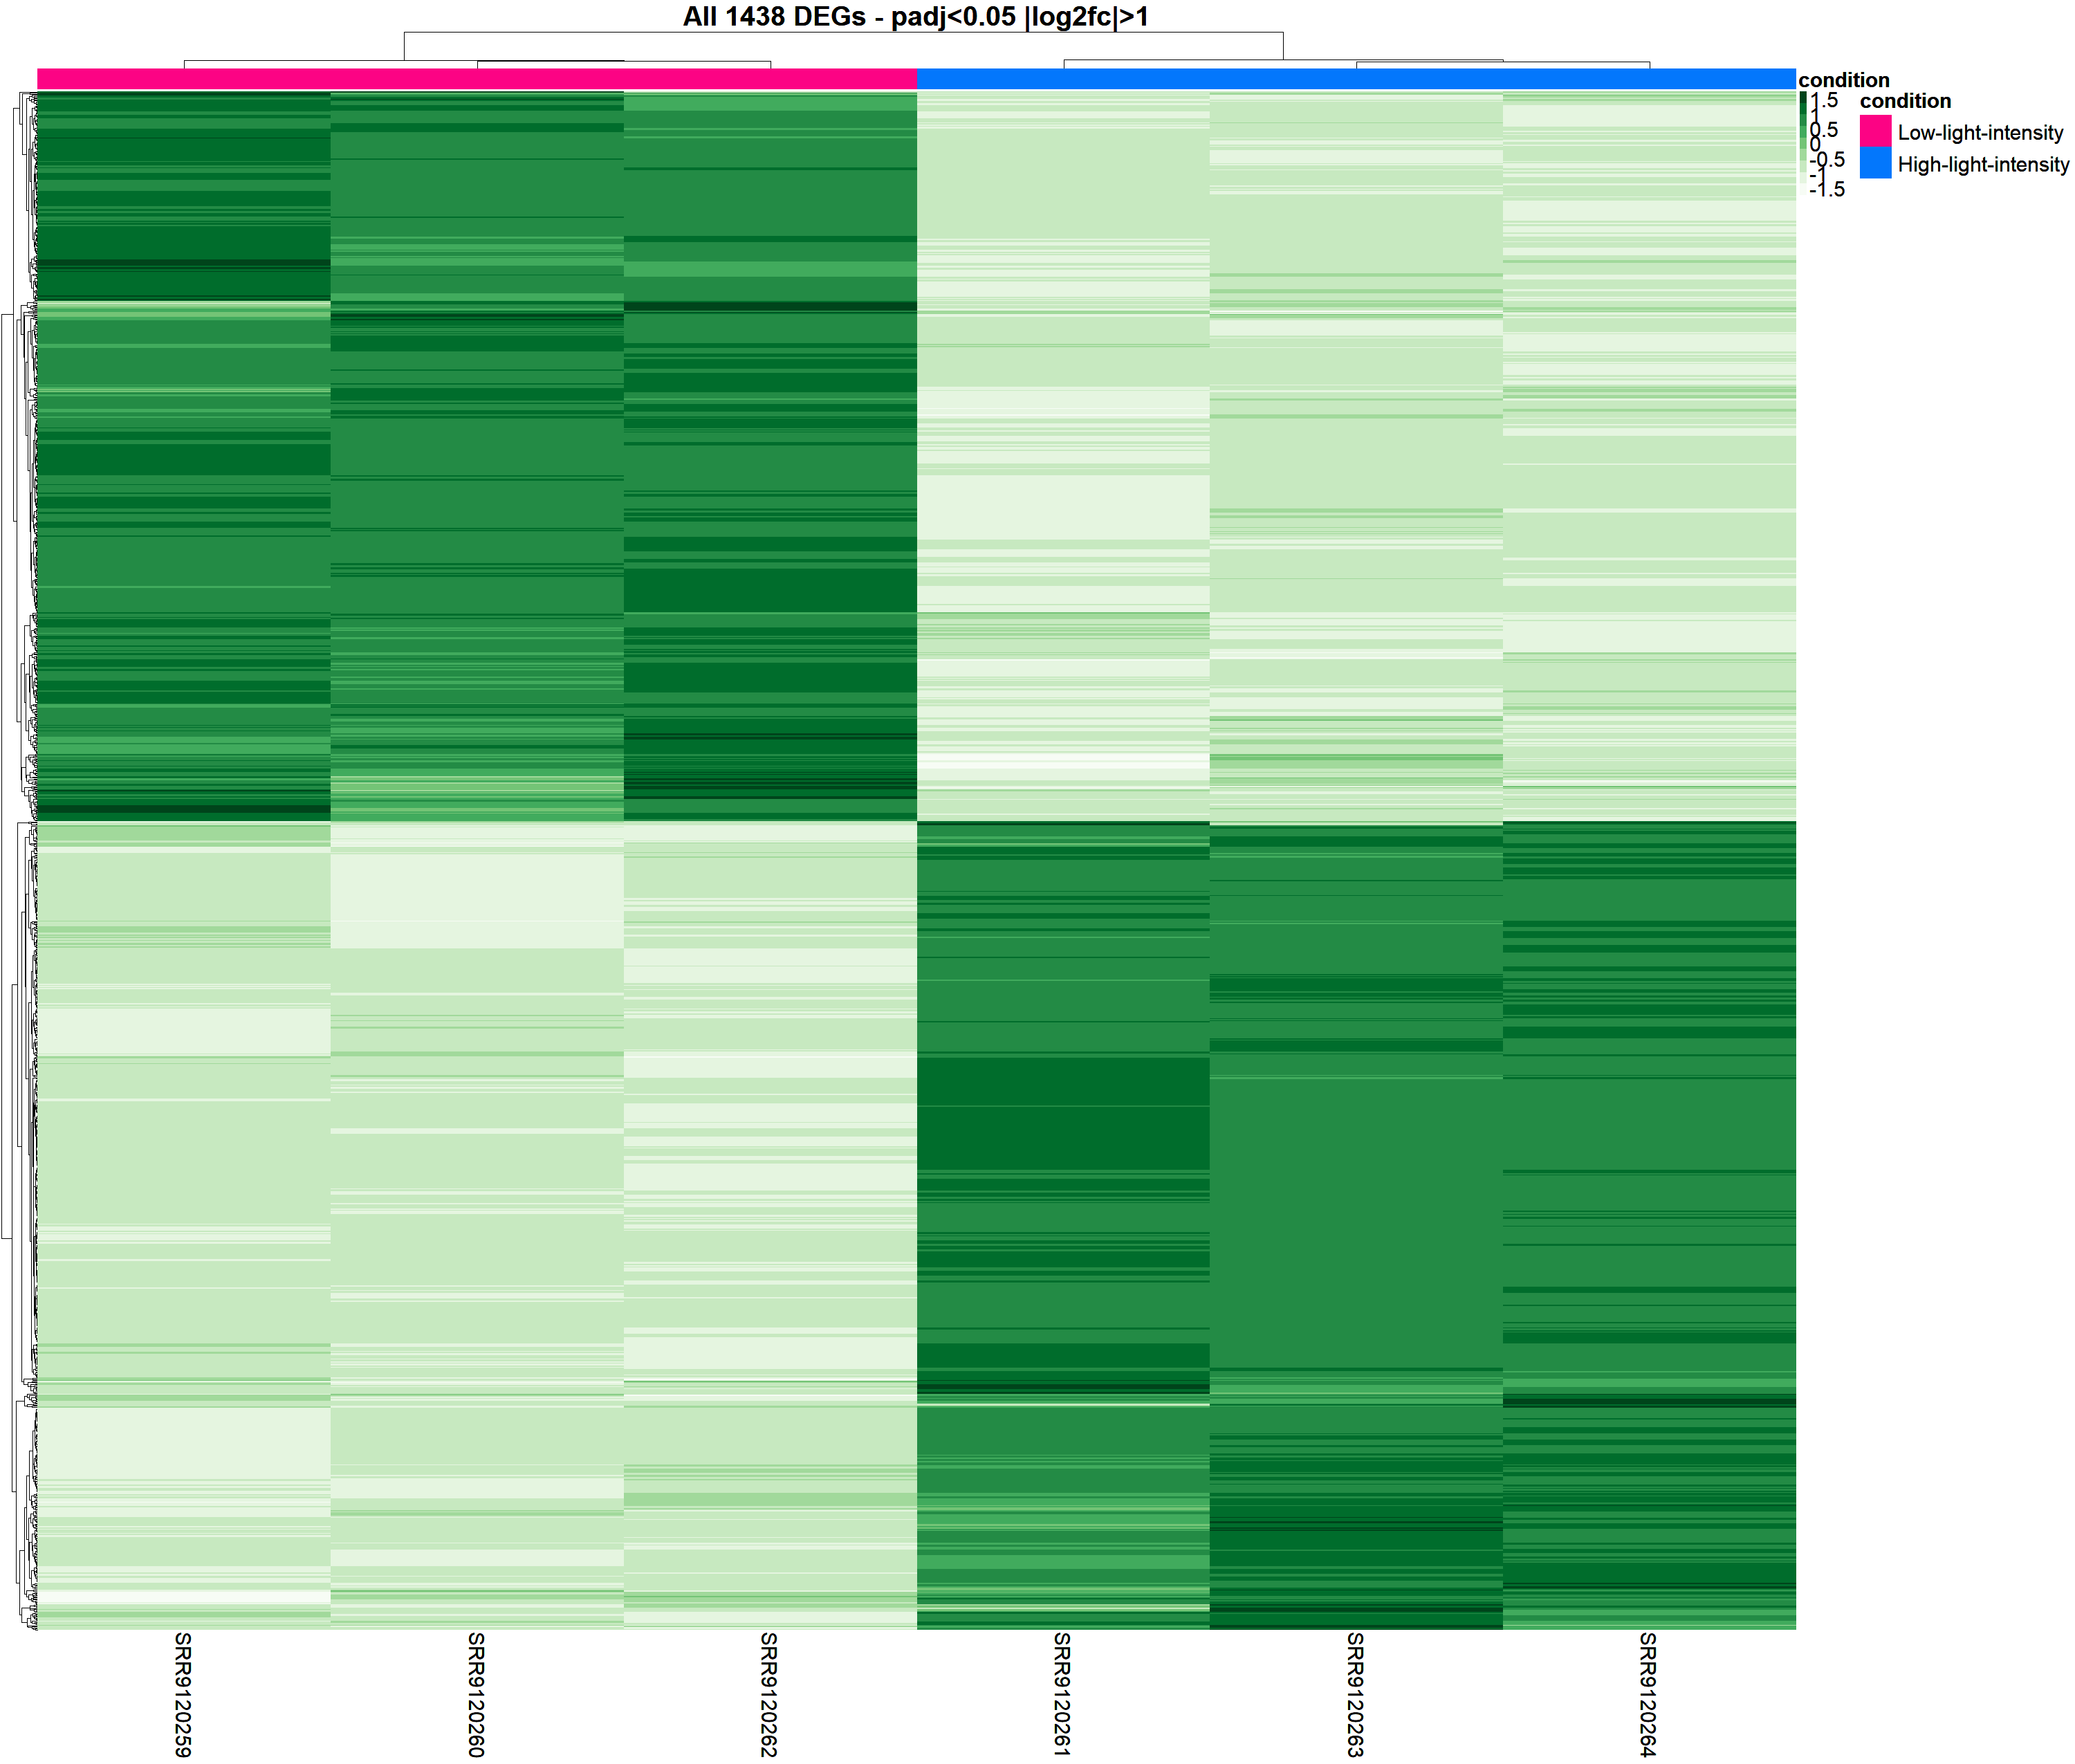 All 1438 DEGs - padj<0.05 |log2fc|>1
condition
1.5
1
0.5
0
-0.5
-1
-1.5
condition
Low-light-intensity
High-light-intensity
SRR9120259
SRR9120260
SRR9120262
SRR9120261
SRR9120263
SRR9120264